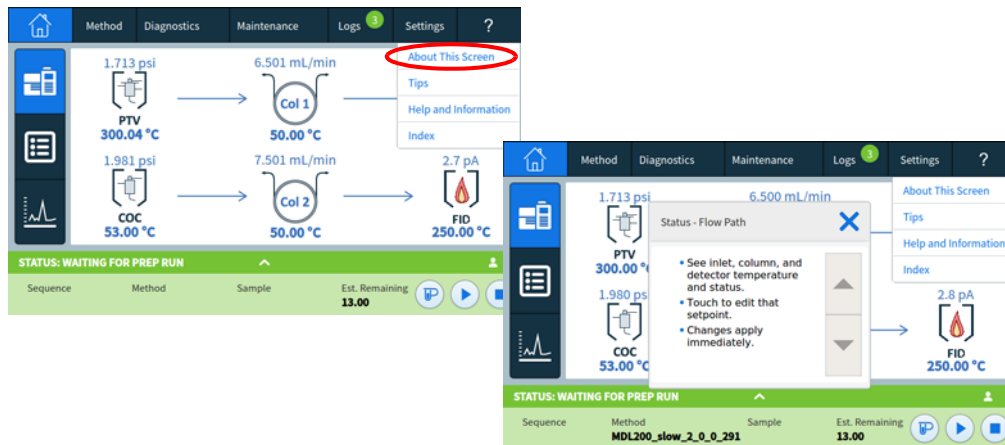 Method Diagnostics Maintenance Logs 3 Settings ?
About This Screen
Tips
Help and Information
Index
1.713 psi 6.501 mL/min
Col 1
PTV
300.04 °C 50.00 °C
1.981 psi 7.501 mL/min 2.7 pA
Col 2
COC FID
53.00 °C 50.00 °C 250.00 °C
STATUS: WAITING FOR PREP RUN
Sequence Method Sample Est. Remaining
13.00
P
Method Diagnostics Maintenance Logs 3 Settings ?
About This Screen
Tips
Help and Information
Index
1.713 psi 6.500 mL/min
Status - Flow Path
• See inlet, column, and
detector temperature
and status.
• Touch to edit that
setpoint.
• Changes apply
immediately.
PTV
300.00 °
1.980 ps 2.8 pA
COC FID
53.00 °C 250.00 °C
STATUS: WAITING FOR PREP RUN
Sequence Method Sample Est. Remaining
MDL200_slow_2_0_0_291 13.00
P